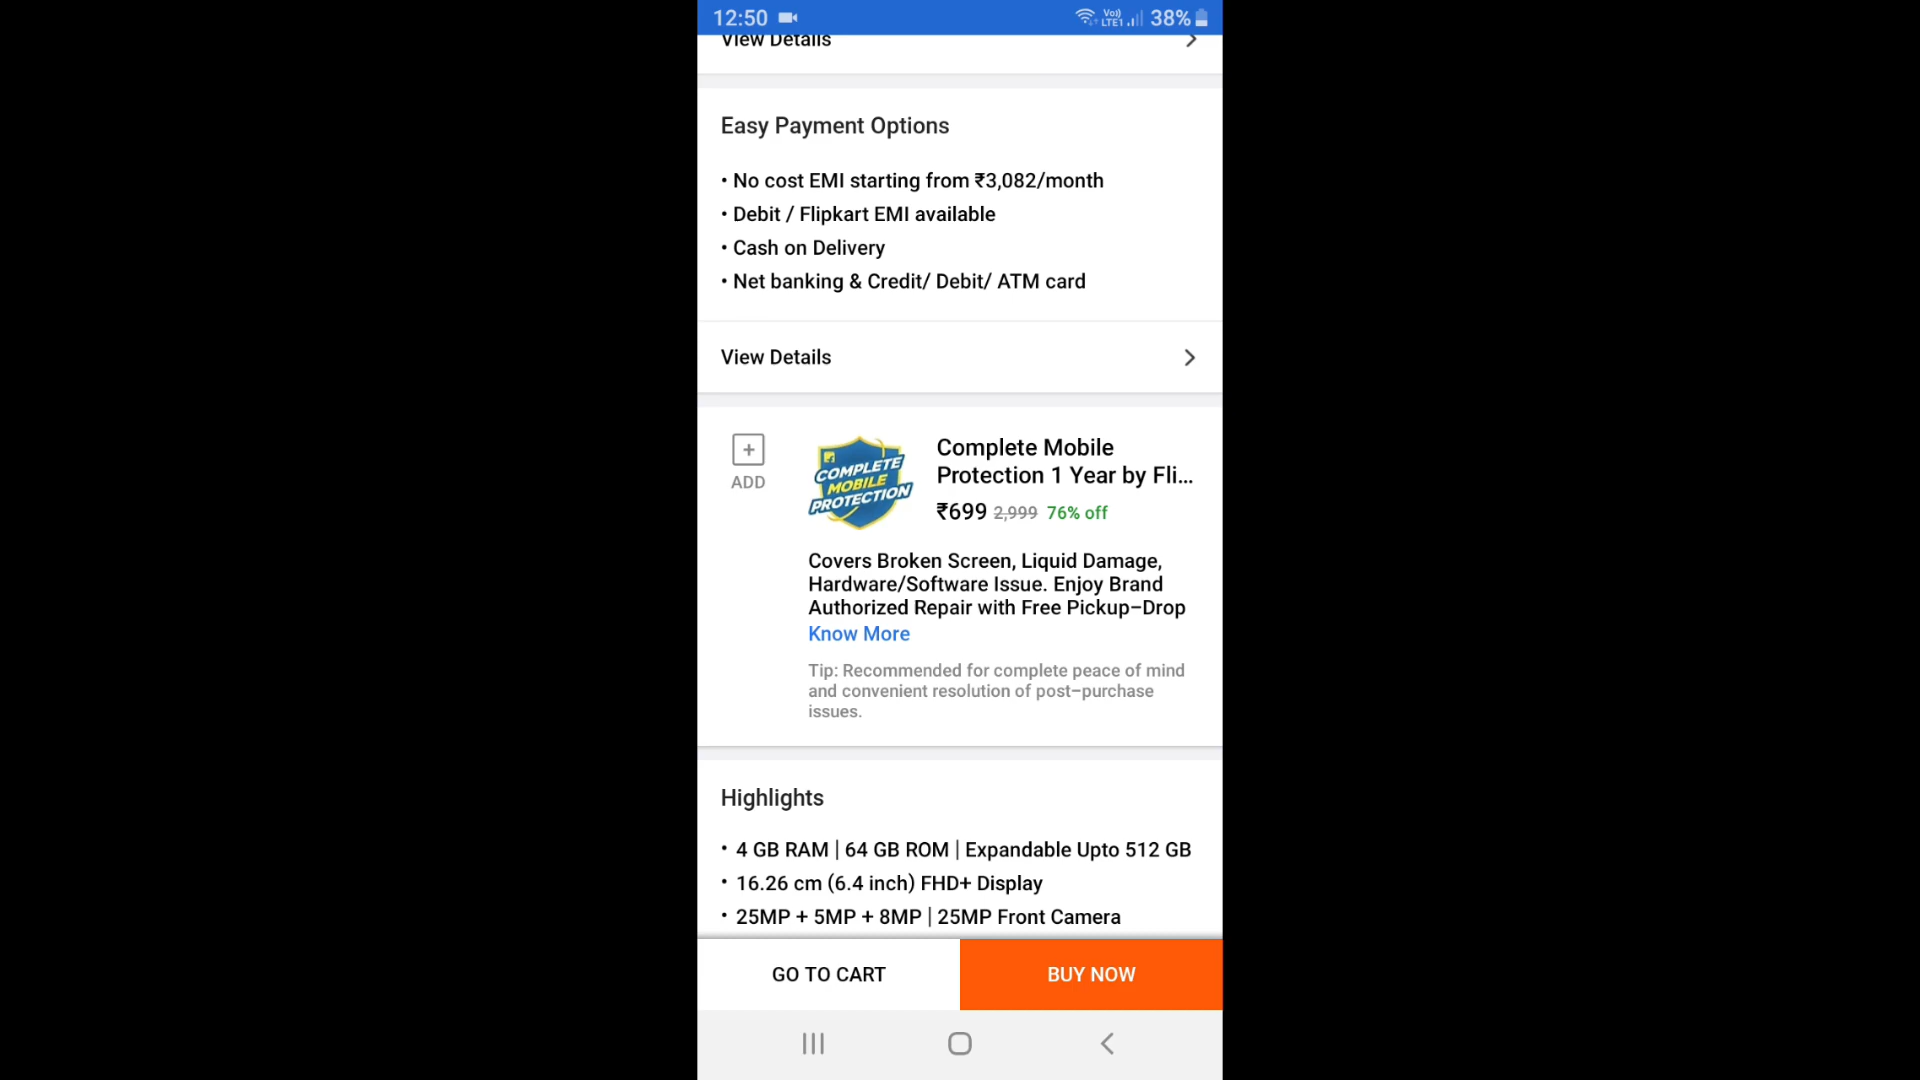 12:50 Vo) LTE1 38%
View Details
Easy Payment Options
• No cost EMI starting from ₹3,082/month
• Debit / Flipkart EMI available
• Cash on Delivery
• Net banking & Credit/ Debit/ ATM card
View Details
ADD
COMPLETE
MOBILE
PROTECTION
Complete Mobile
Protection 1 Year by Fli...
₹699 2,999 76% off
Covers Broken Screen, Liquid Damage,
Hardware/Software Issue. Enjoy Brand
Authorized Repair with Free Pickup-Drop
Know More
Tip: Recommended for complete peace of mind
and convenient resolution of post-purchase
issues.
Highlights
• 4 GB RAM | 64 GB ROM | Expandable Upto 512 GB
• 16.26 cm (6.4 inch) FHD+ Display
• 25MP + 5MP + 8MP | 25MP Front Camera
GO TO CART
BUY NOW